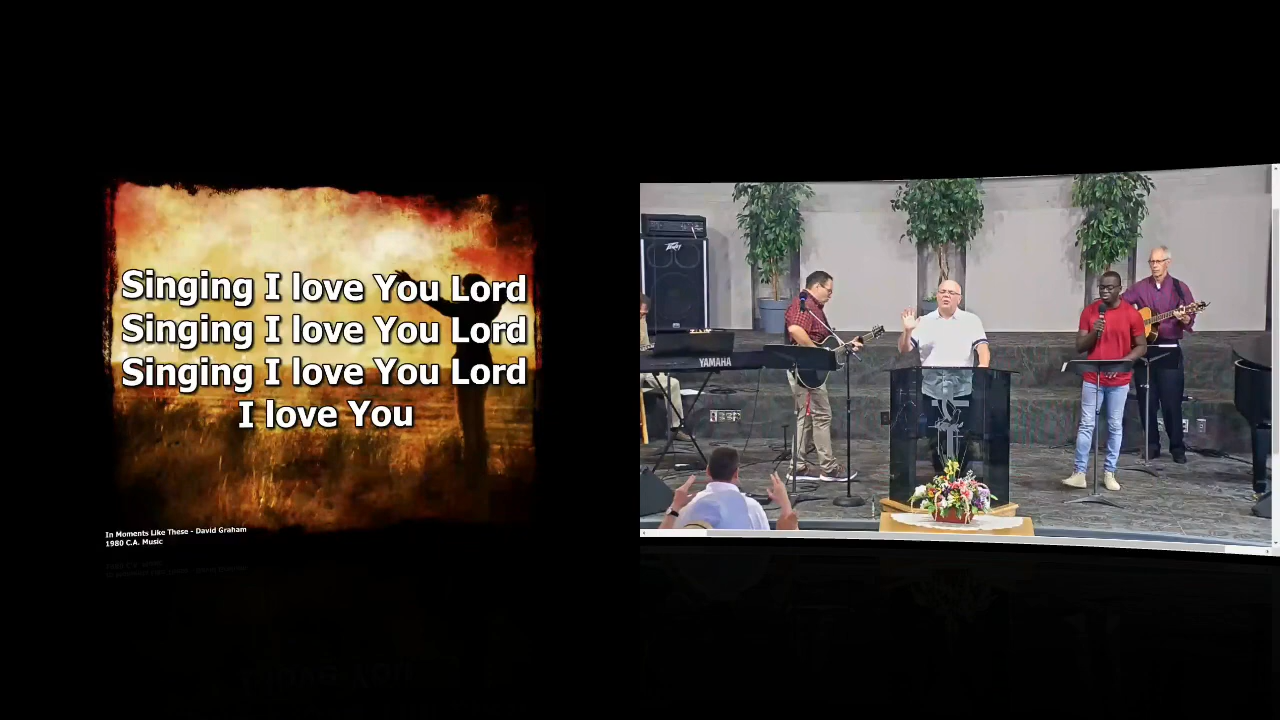 Singing I love You Lord
Singing I love You Lord
Singing I love You Lord
I love You
In Moments Like These - David Graham
1980 C.A. Music
PEAVEY
YAMAHA